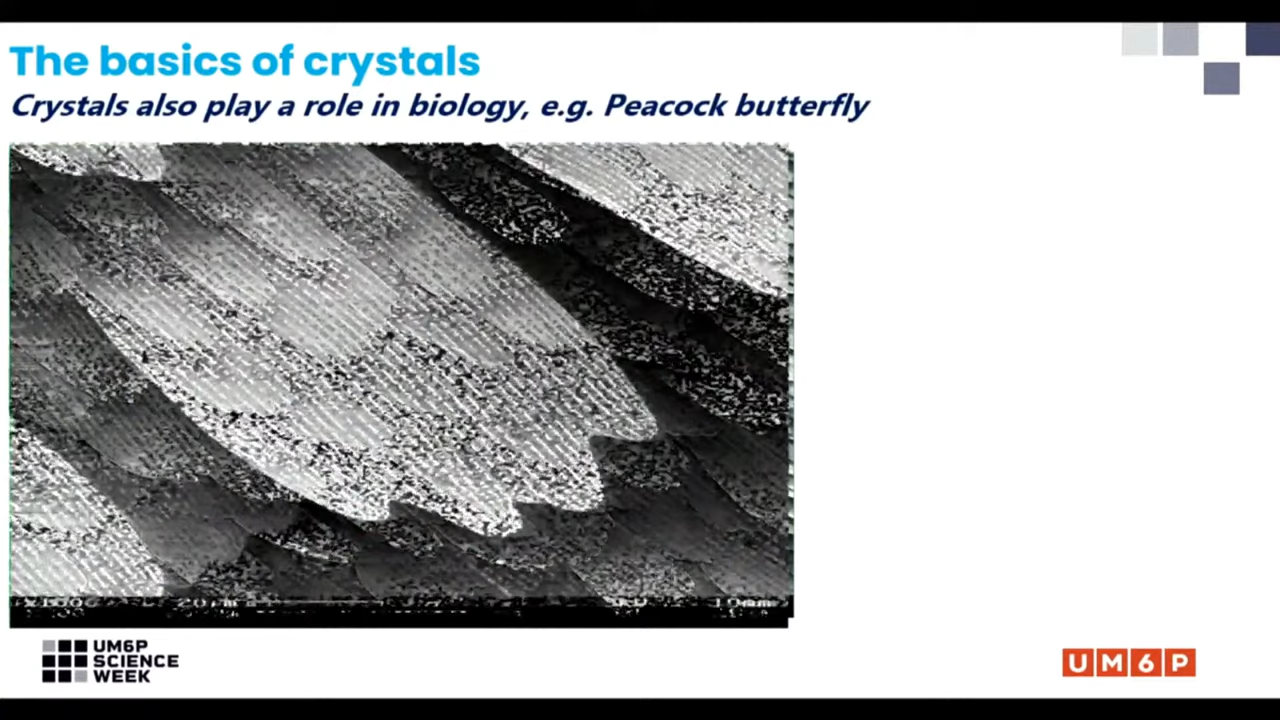 The basics of crystals
Crystals also play a role in biology, e.g. Peacock butterfly
UM6P
SCIENCE
WEEK
UM6P